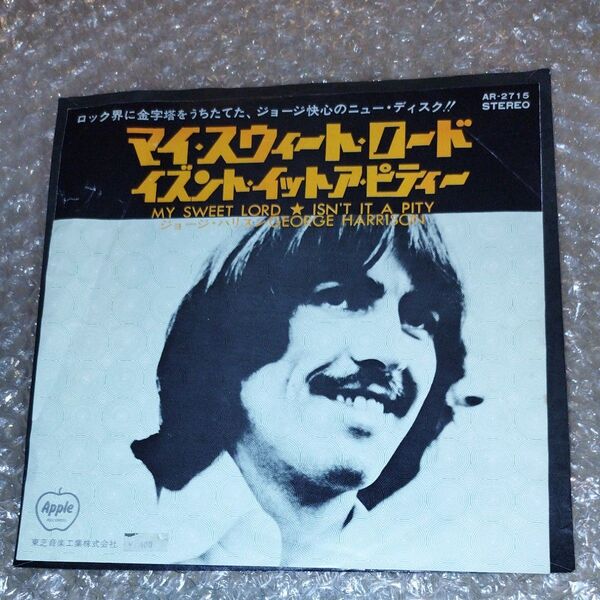 ロック界に金字塔をうちたてた、ジョージ快心のニュー・ディスク!!
AR-2715
STEREO
マイ・スウィート・ロード
イズント・イット・ア・ピティー
MY SWEET LORD ★ ISN'T IT A PITY
ジョージ・ハリスン GEORGE HARRISON
Apple
RECORDS
東芝音楽工業株式会社